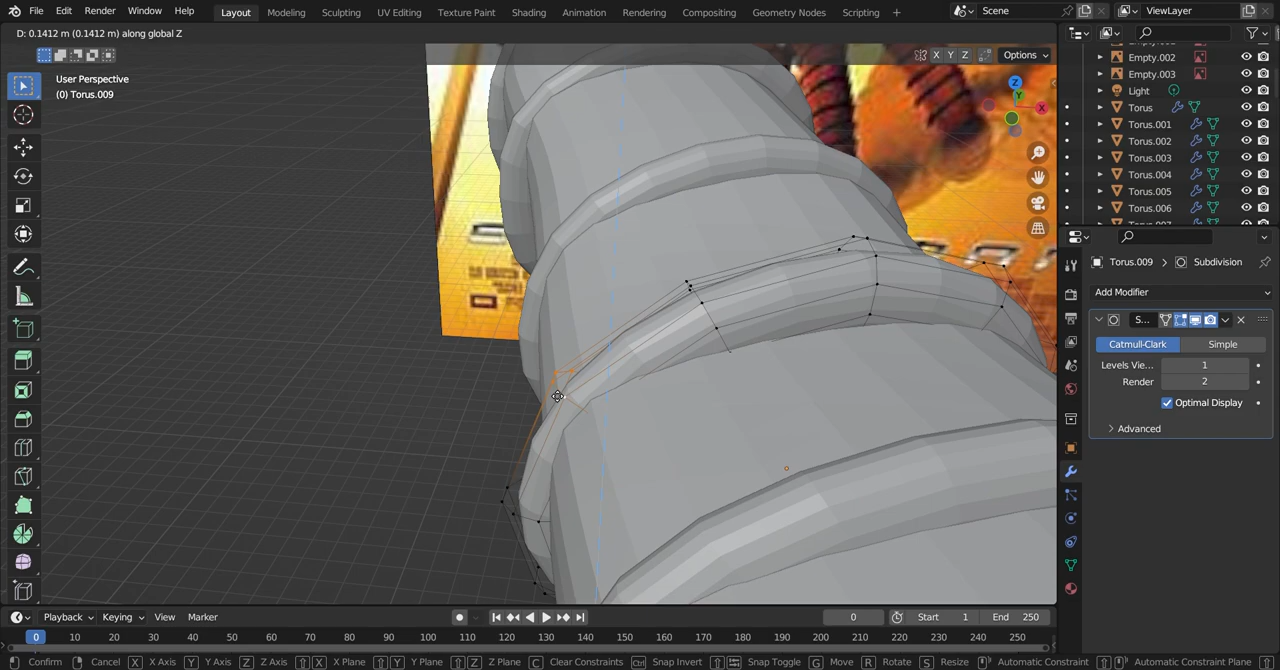 File Edit Render Window Help Layout Modeling Sculpting UV Editing Texture Paint Shading Animation Rendering Compositing Geometry Nodes Scripting + Scene ViewLayer
D: 0.1412 m (0.1412 m) along global Z
X Y Z Options
User Perspective
(0) Torus.009
Z
Y
X
Empty.002
Empty.003
Light
Torus
Torus.001
Torus.002
Torus.003
Torus.004
Torus.005
Torus.006
Torus.009 > Subdivision
Add Modifier
S...
Catmull-Clark Simple
Levels Vie... 1
Render 2
Optimal Display
Advanced
Playback Keying View Marker 0 Start 1 End 250
0 10 20 30 40 50 60 70 80 90 100 110 120 130 140 150 160 170 180 190 200 210 220 230 240 250
Confirm Cancel X X Axis Y Y Axis Z Z Axis X X Plane Y Y Plane Z Z Plane C Clear Constraints Ctrl Snap Invert Snap Toggle G Move R Rotate S Resize Automatic Constraint Automatic Constraint Plane